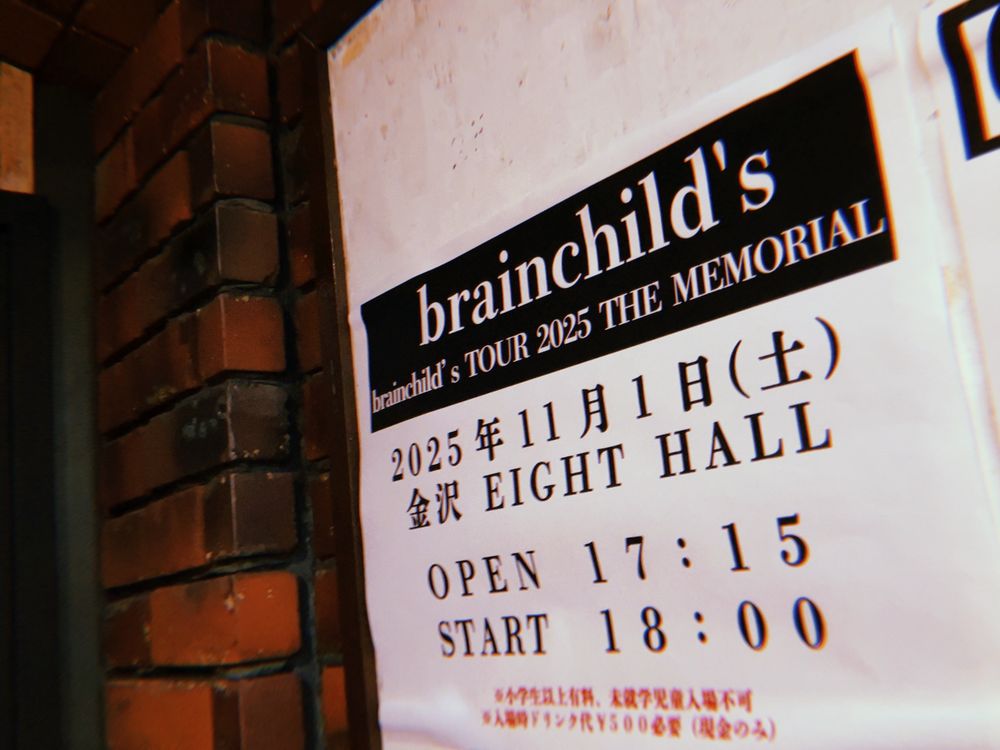 brainchild's
brainchild's TOUR 2025 THE MEMORIAL
2025年11月1日(土)
金沢 EIGHT HALL
OPEN 17:15
START 18:00
※小学生以上有料、未就学児童入場不可
※入場時ドリンク代￥500必要（現金のみ）